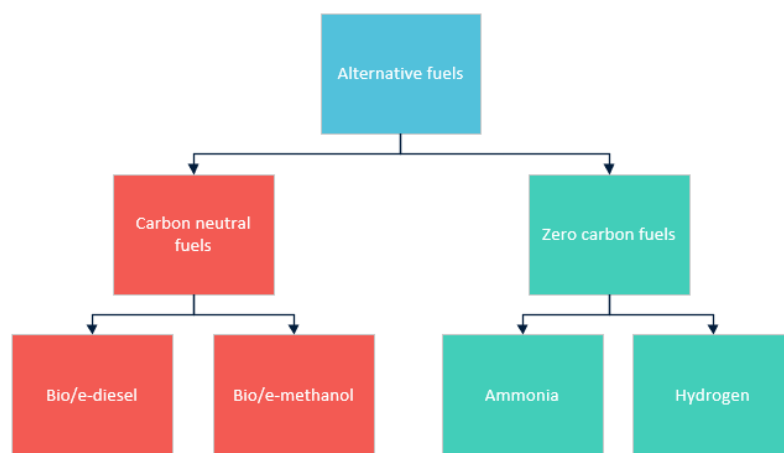 Alternative fuels
Carbon neutral
fuels
Zero carbon fuels
Bio/e-diesel
Bio/e-methanol
Ammonia
Hydrogen